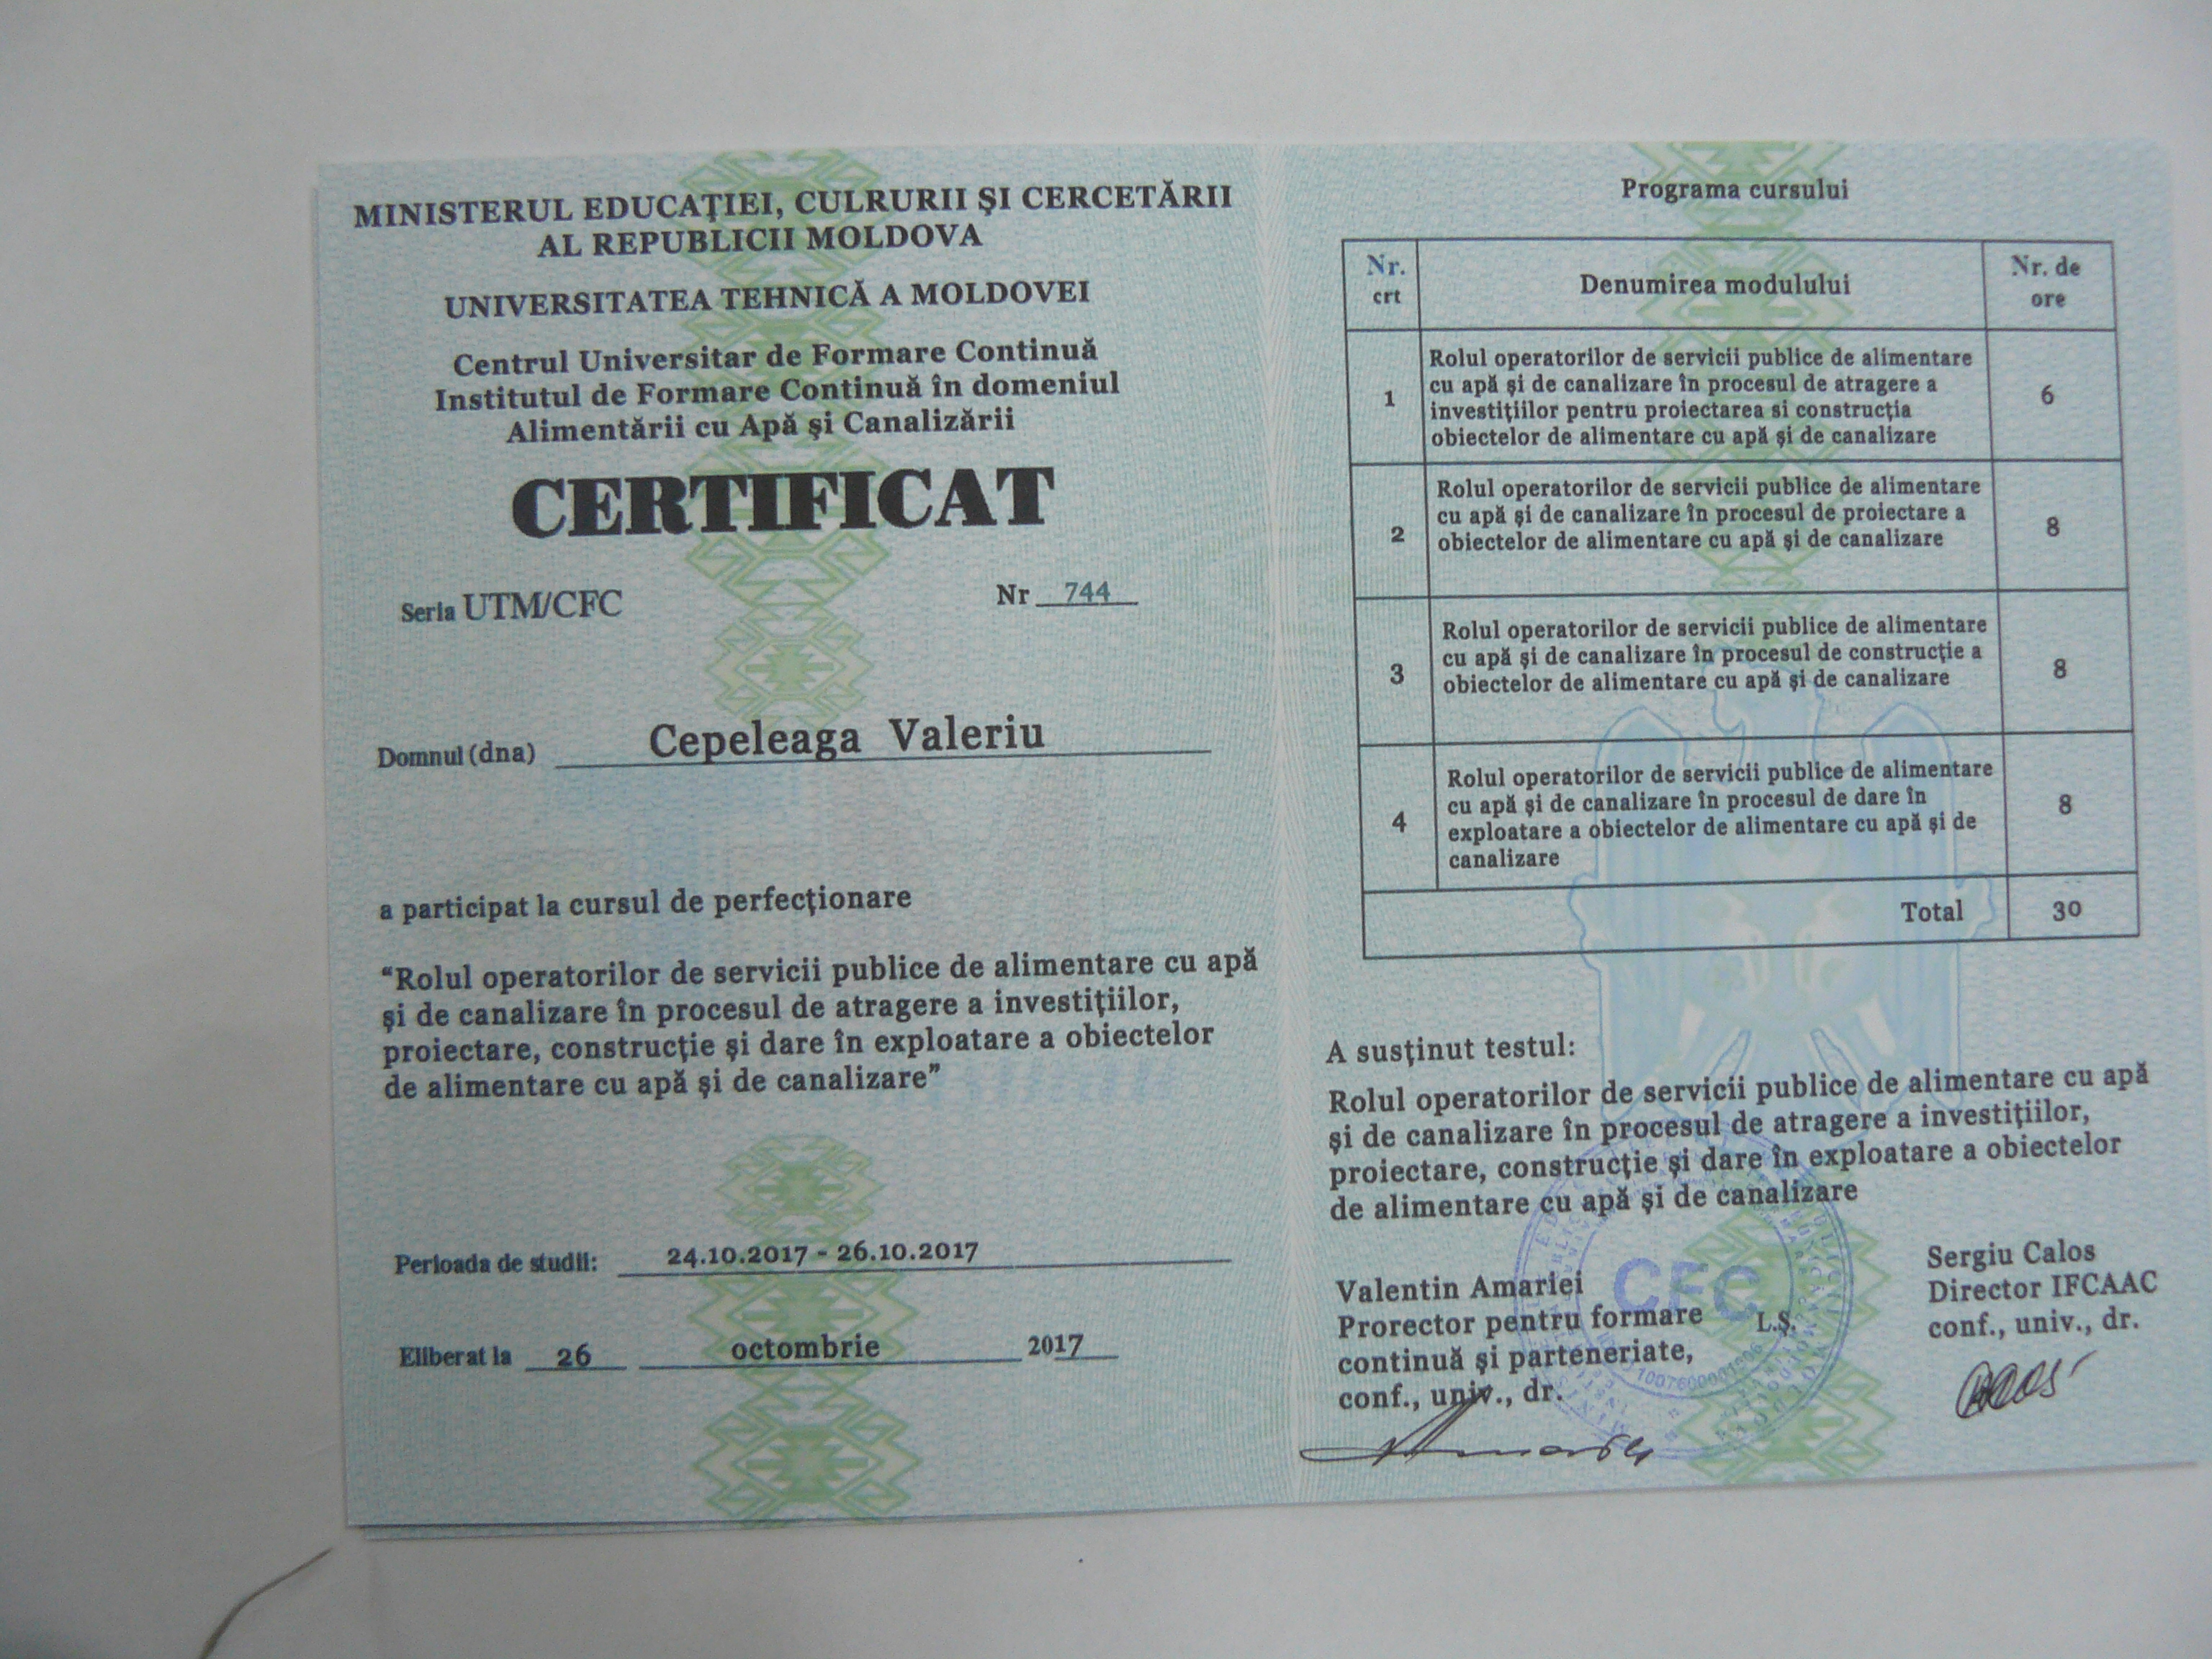 MINISTERUL EDUCAŢIEI, CULRURII ŞI CERCETĂRII
AL REPUBLICII MOLDOVA
UNIVERSITATEA TEHNICĂ A MOLDOVEI
Centrul Universitar de Formare Continuă
Institutul de Formare Continuă în domeniul
Alimentării cu Apă şi Canalizării
CERTIFICAT
Seria UTM/CFC Nr 744
Domnul (dna) Cepeleaga Valeriu
a participat la cursul de perfecţionare
“Rolul operatorilor de servicii publice de alimentare cu apă
şi de canalizare în procesul de atragere a investiţiilor,
proiectare, construcţie şi dare în exploatare a obiectelor
de alimentare cu apă şi de canalizare”
Perioada de studii: 24.10.2017 - 26.10.2017
Eliberat la 26 octombrie 2017
Programa cursului
Nr. crt Denumirea modulului Nr. de ore
1 Rolul operatorilor de servicii publice de alimentare
cu apă şi de canalizare în procesul de atragere a
investiţiilor pentru proiectarea si construcţia
obiectelor de alimentare cu apă şi de canalizare
6
2 Rolul operatorilor de servicii publice de alimentare
cu apă şi de canalizare în procesul de proiectare a
obiectelor de alimentare cu apă şi de canalizare
8
3 Rolul operatorilor de servicii publice de alimentare
cu apă şi de canalizare în procesul de construcţie a
obiectelor de alimentare cu apă şi de canalizare
8
4 Rolul operatorilor de servicii publice de alimentare
cu apă şi de canalizare în procesul de dare în
exploatare a obiectelor de alimentare cu apă şi de
canalizare
8
Total 30
A susţinut testul:
Rolul operatorilor de servicii publice de alimentare cu apă
şi de canalizare în procesul de atragere a investiţiilor,
proiectare, construcţie şi dare în exploatare a obiectelor
de alimentare cu apă şi de canalizare
Valentin Amariei
Prorector pentru formare
continuă şi parteneriate,
conf., univ., dr.
CFC
L.Ş.
Sergiu Calos
Director IFCAAC
conf., univ., dr.